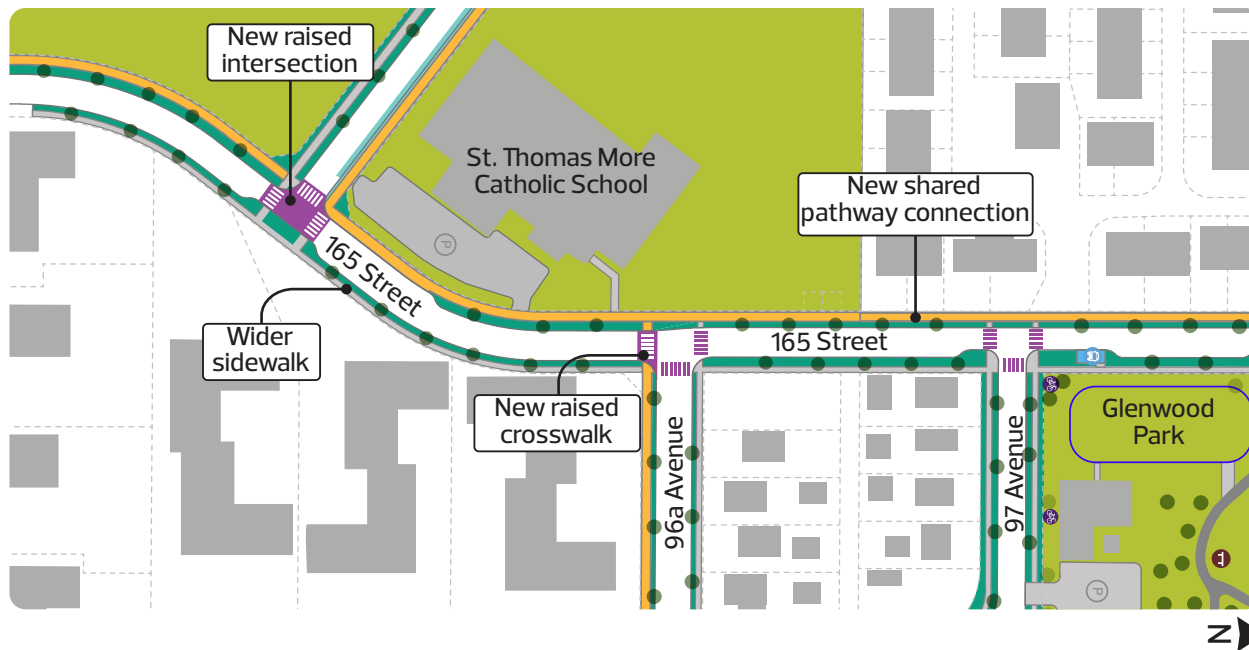 New raised
intersection
St. Thomas More
Catholic School
New shared
pathway connection
P
165 Street
Wider
sidewalk
165 Street
New raised
crosswalk
Glenwood
Park
96a Avenue
97 Avenue
P
N